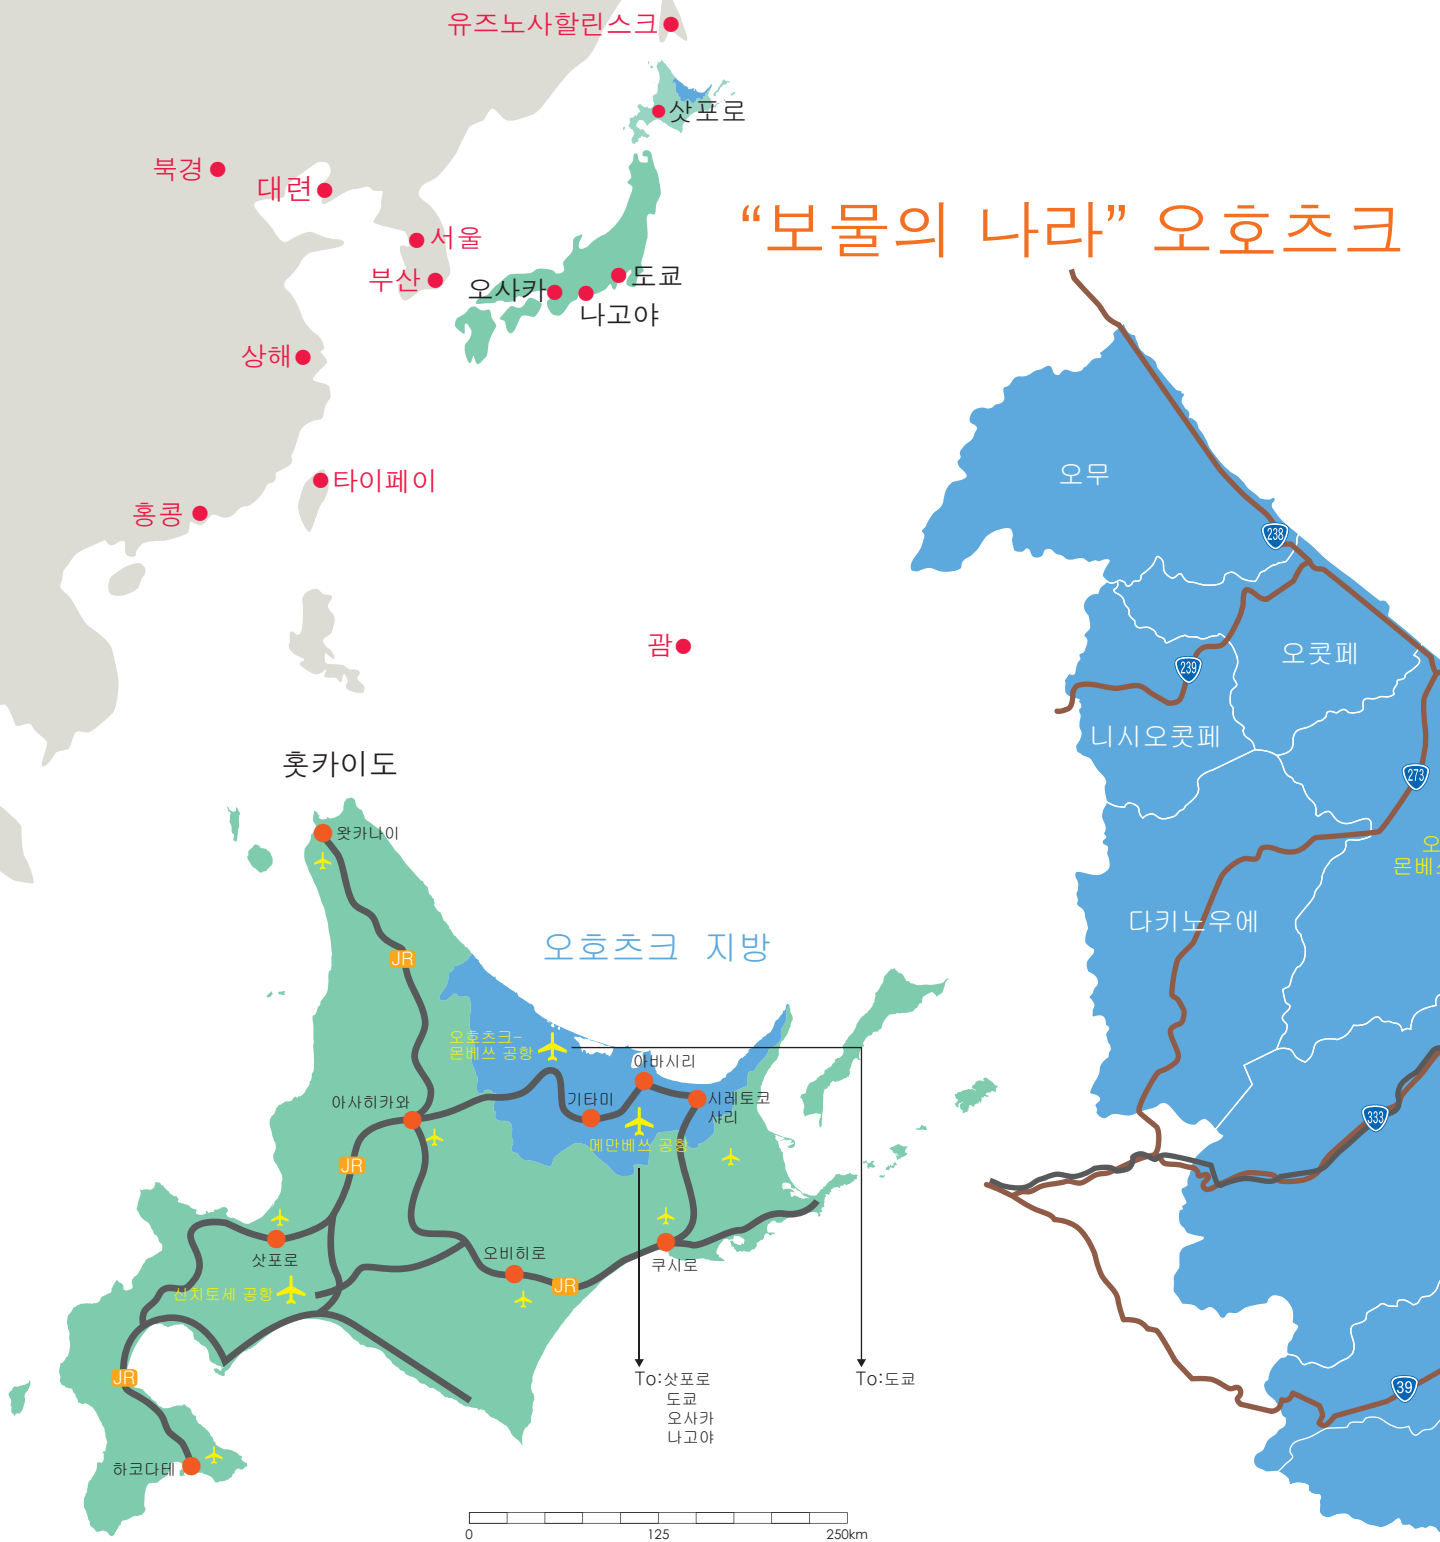 유즈노사할린스크
삿포로
북경
대련
서울
부산
오사카
도쿄
나고야
상해
타이페이
홍콩
괌
“보물의 나라” 오호츠크
오무
238
239
오콧페
니시오콧페
273
몬베
다키노우에
333
39
홋카이도
왓카나이
JR
오호츠크 지방
오호츠크-
몬베쓰 공항
아바시리
기타미
시레토코
샤리
메만베쓰 공항
아사히카와
JR
삿포로
신치토세 공항
오비히로
JR
쿠시로
JR
하코다테
To:삿포로
도쿄
오사카
나고야
To:도쿄
0 125 250km